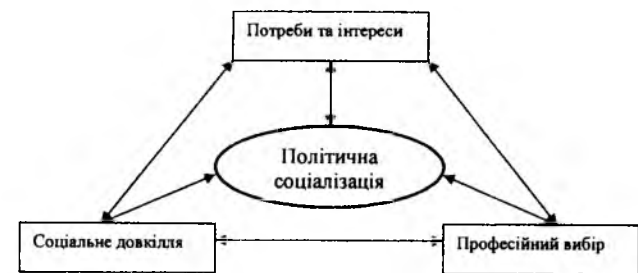 Потреби та інтереси
Політична
соціалізація
Соціальне довкілля
Професійний вибір